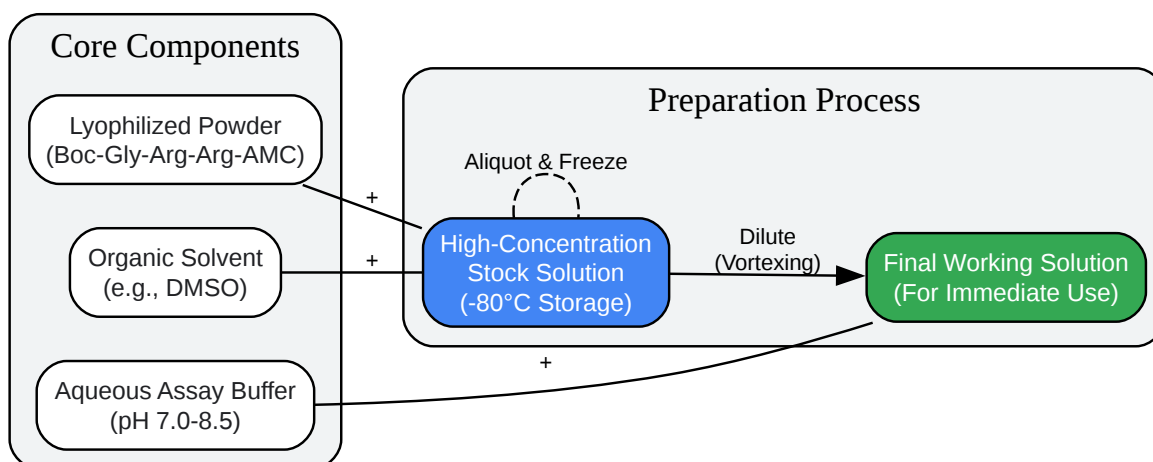 Core Components
Lyophilized Powder
(Boc-Gly-Arg-Arg-AMC)
Organic Solvent
(e.g., DMSO)
Aqueous Assay Buffer
(pH 7.0-8.5)
+
+
+
Preparation Process
Aliquot & Freeze
High-Concentration
Stock Solution
(-80°C Storage)
Dilute
(Vortexing)
Final Working Solution
(For Immediate Use)